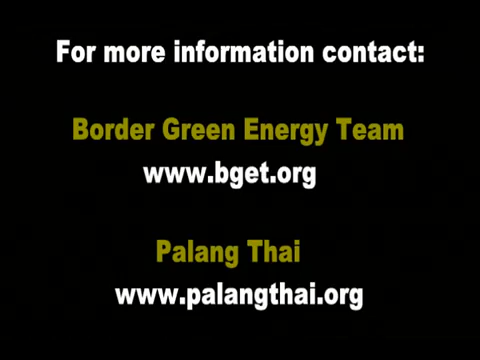 For more information contact:
Border Green Energy Team
www.bget.org
Palang Thai
www.palangthai.org